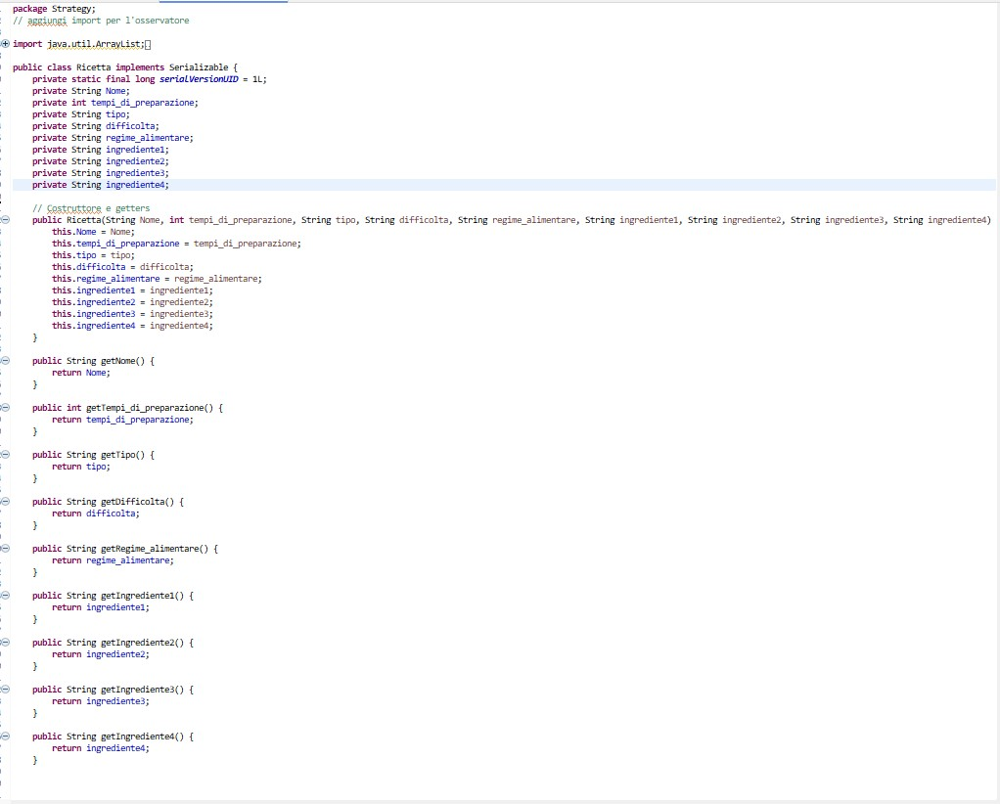 package Strategy;
// aggiungi import per l'osservatore
import java.util.ArrayList;
public class Ricetta implements Serializable {
private static final long serialVersionUID = 1L;
private String Nome;
private int tempi_di_preparazione;
private String tipo;
private String difficolta;
private String regime_alimentare;
private String ingrediente1;
private String ingrediente2;
private String ingrediente3;
private String ingrediente4;
// Costruttore e getters
public Ricetta(String Nome, int tempi_di_preparazione, String tipo, String difficolta, String regime_alimentare, String ingrediente1, String ingrediente2, String ingrediente3, String ingrediente4)
this.Nome = Nome;
this.tempi_di_preparazione = tempi_di_preparazione;
this.tipo = tipo;
this.difficolta = difficolta;
this.regime_alimentare = regime_alimentare;
this.ingrediente1 = ingrediente1;
this.ingrediente2 = ingrediente2;
this.ingrediente3 = ingrediente3;
this.ingrediente4 = ingrediente4;
}
public String getNome() {
return Nome;
}
public int getTempi_di_preparazione() {
return tempi_di_preparazione;
}
public String getTipo() {
return tipo;
}
public String getDifficolta() {
return difficolta;
}
public String getRegime_alimentare() {
return regime_alimentare;
}
public String getIngrediente1() {
return ingrediente1;
}
public String getIngrediente2() {
return ingrediente2;
}
public String getIngrediente3() {
return ingrediente3;
}
public String getIngrediente4() {
return ingrediente4;
}